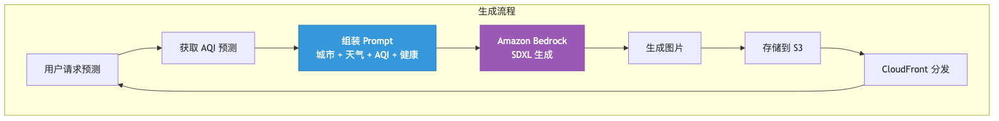 生成流程
用户请求预测
获取 AQI 预测
组装 Prompt
城市 + 天气 + AQI + 健康
Amazon Bedrock
SDXL 生成
生成图片
存储到 S3
CloudFront 分发